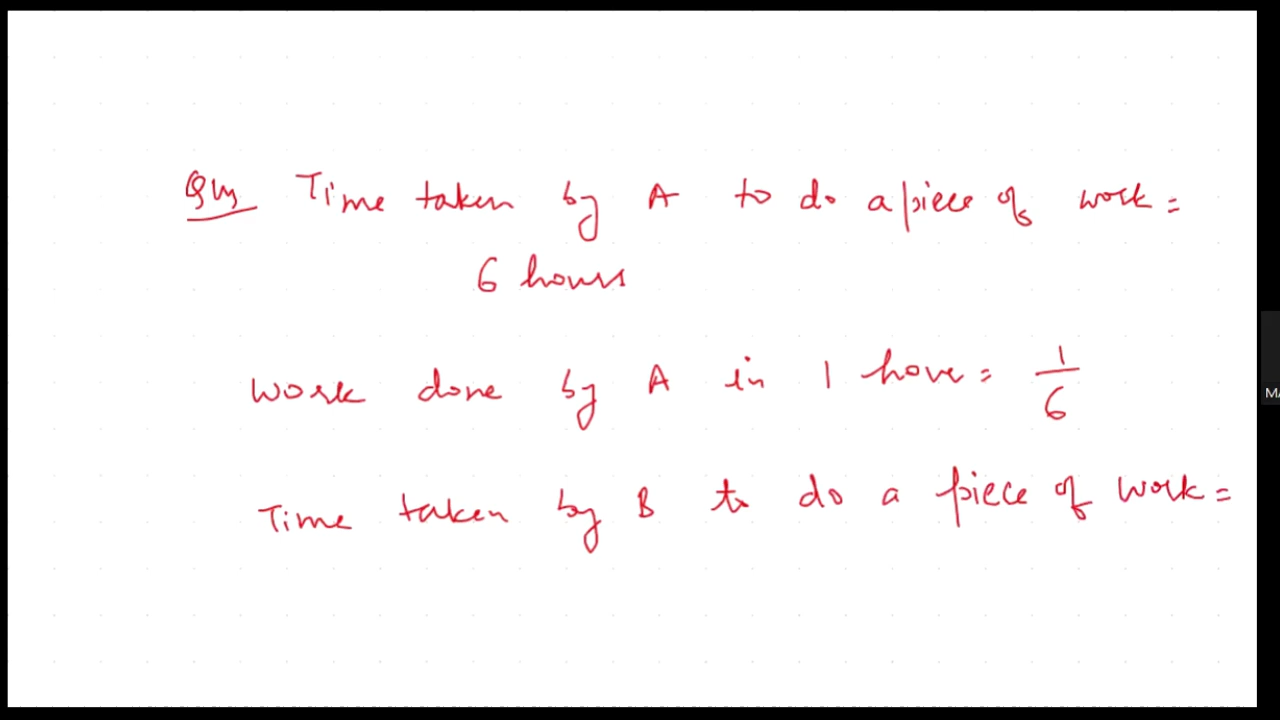 Time taken by A to do a piece of work =
6 hours
Work done by A in 1 hour = 1/6
Time taken by B to do a piece of work =
MA